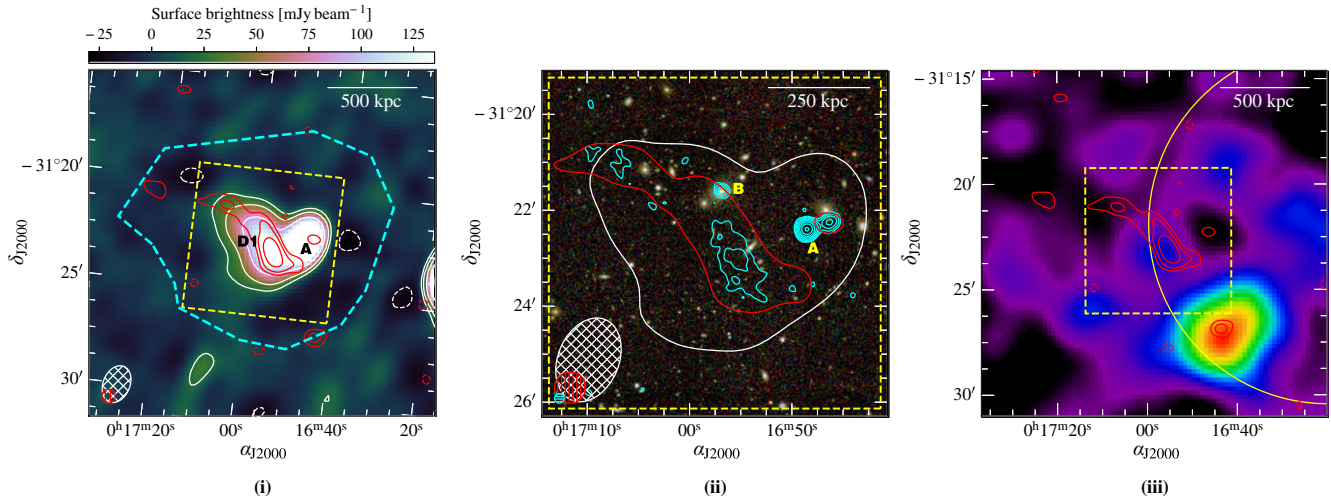 Surface brightness [mJy beam⁻¹]
−25 0 25 50 75 100 125
500 kpc
−31°20′
25′
30′
D1
A
δJ2000
0ʰ17ᵐ20ˢ 00ˢ 16ᵐ40ˢ 20ˢ
αJ2000
(i)
250 kpc
−31°20′
22′
24′
26′
B
A
δJ2000
0ʰ17ᵐ10ˢ 00ˢ 16ᵐ50ˢ
αJ2000
(ii)
−31°15′
500 kpc
20′
25′
30′
δJ2000
0ʰ17ᵐ20ˢ 00ˢ 16ᵐ40ˢ
αJ2000
(iii)